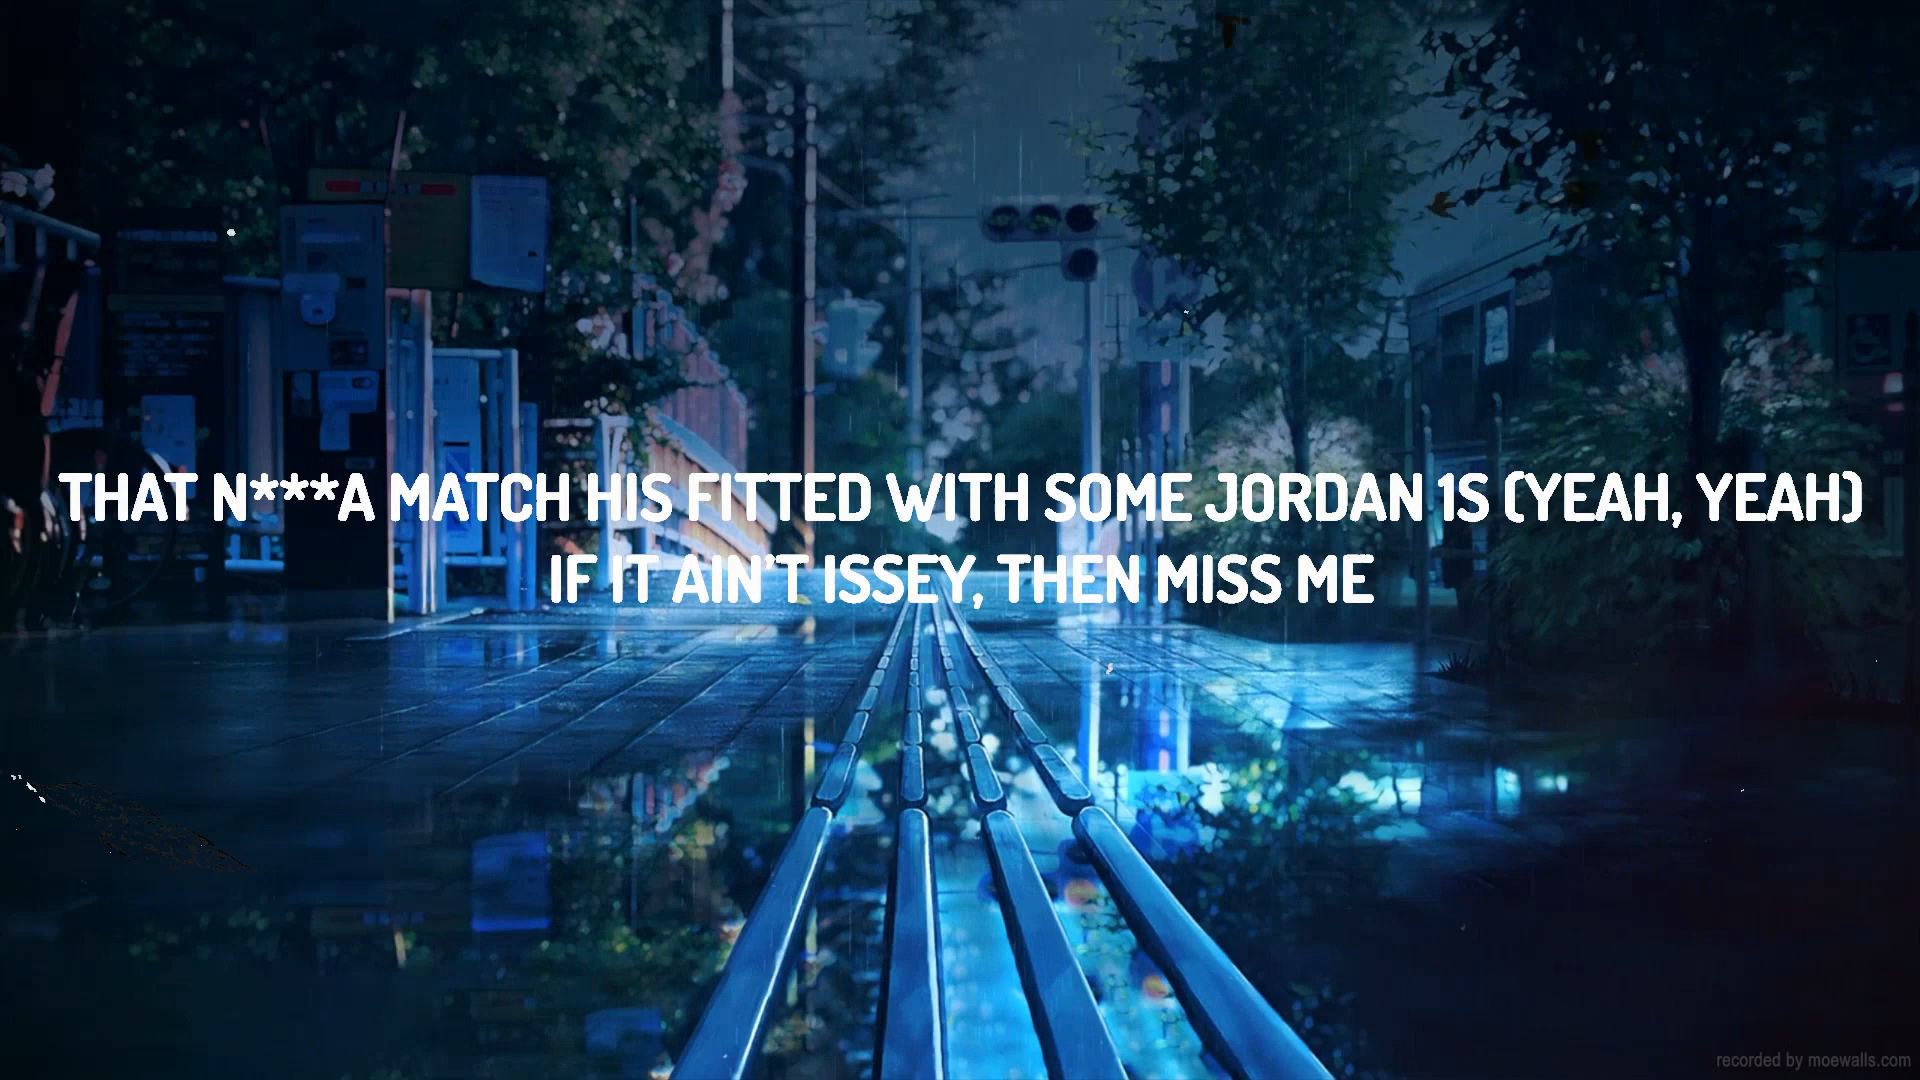 THAT N***A MATCH HIS FITTED WITH SOME JORDAN 1S (YEAH, YEAH)
IF IT AIN'T ISSEY, THEN MISS ME
recorded by moewalls.com